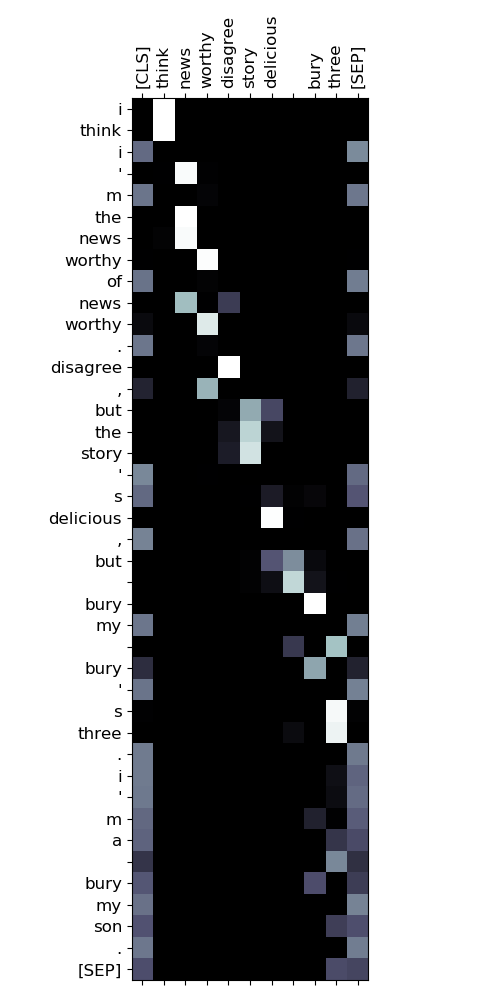 [CLS] think news worthy disagree story delicious bury three [SEP]
i
think
i
'
m
the
news
worthy
of
news
worthy
.
disagree
,
but
the
story
'
s
delicious
,
but
bury
my
bury
'
s
three
.
i
'
m
a
bury
my
son
.
[SEP]